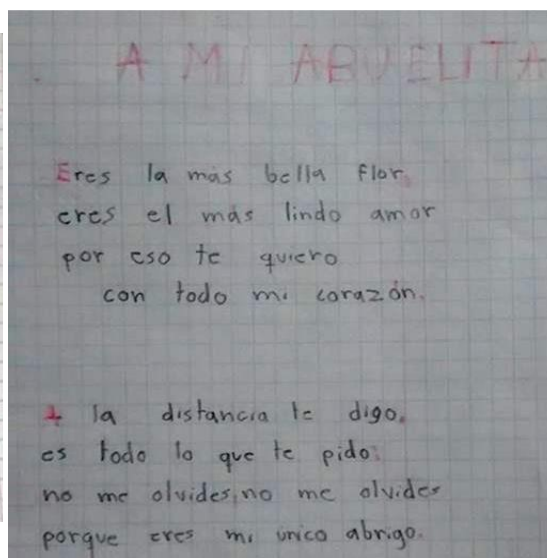 A MI ABUELITA
Eres la más bella flor,
eres el más lindo amor
por eso te quiero
con todo mi corazón.
A la distancia te digo,
es todo lo que te pido:
no me olvides, no me olvides
porque eres mi único abrigo.